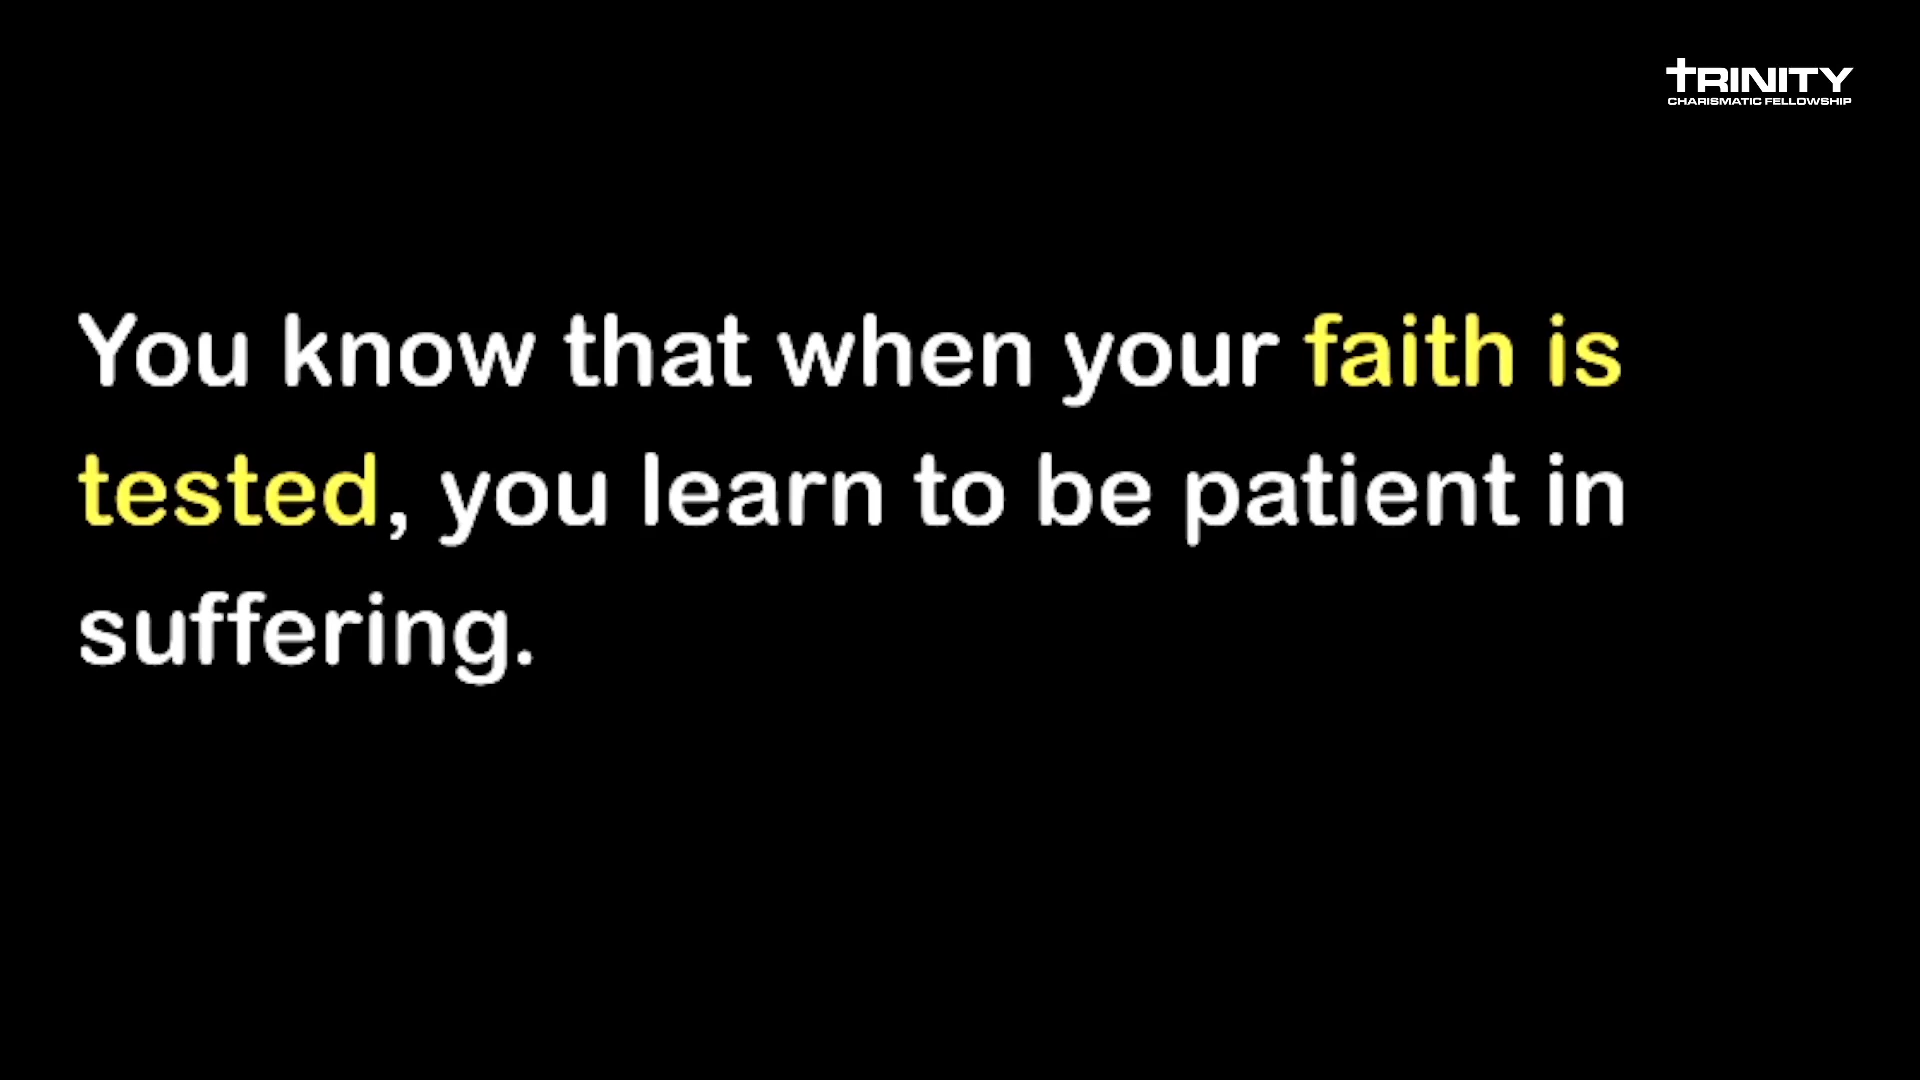 TRINITY
CHARISMATIC FELLOWSHIP
You know that when your faith is
tested, you learn to be patient in
suffering.